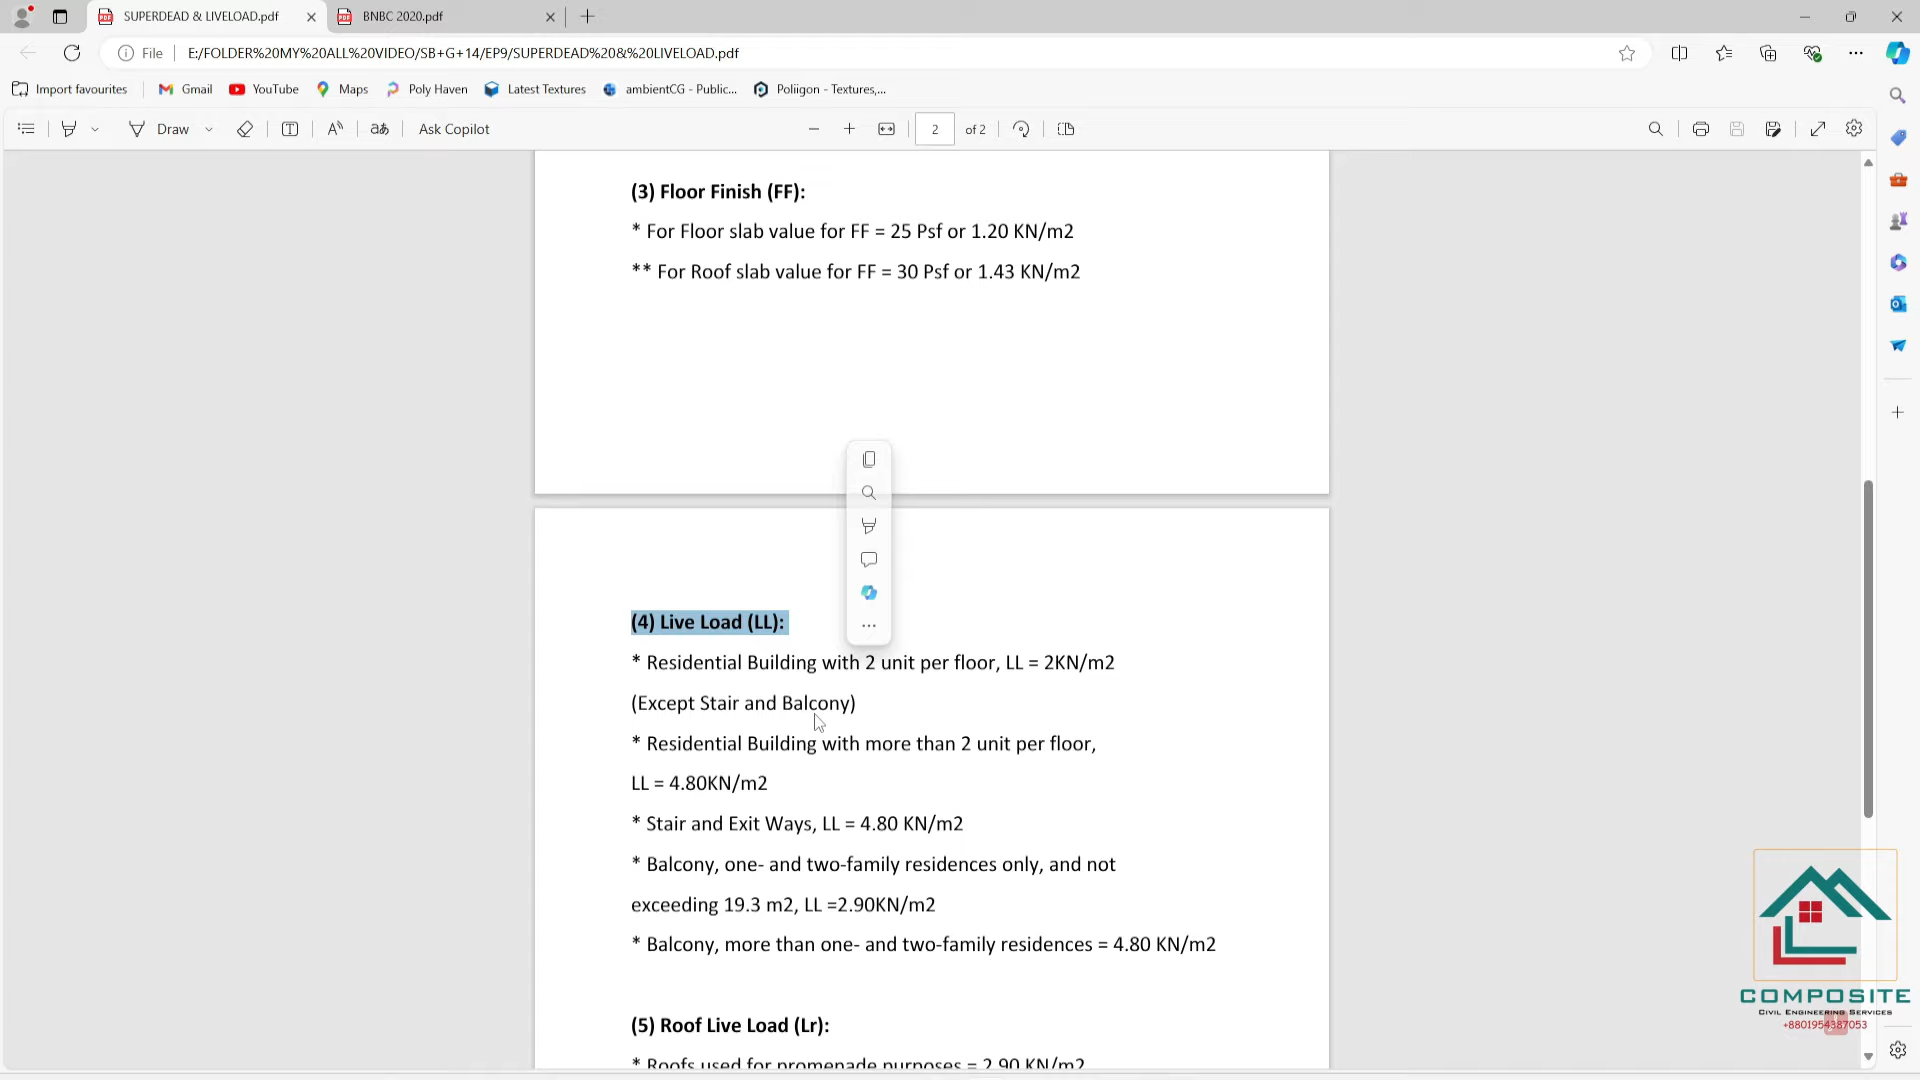 SUPERDEAD & LIVELOAD.pdf
BNBC 2020.pdf
File
E:/FOLDER%20MY%20ALL%20VIDEO/SB+G+14/EP9/SUPERDEAD%20&%20LIVELOAD.pdf
Import favourites
Gmail
YouTube
Maps
Poly Haven
Latest Textures
ambientCG - Public...
Poliigon - Textures,...
Draw
Ask Copilot
2
of 2
(3) Floor Finish (FF):
* For Floor slab value for FF = 25 Psf or 1.20 KN/m2
** For Roof slab value for FF = 30 Psf or 1.43 KN/m2
(4) Live Load (LL):
* Residential Building with 2 unit per floor, LL = 2KN/m2
(Except Stair and Balcony)
* Residential Building with more than 2 unit per floor,
LL = 4.80KN/m2
* Stair and Exit Ways, LL = 4.80 KN/m2
* Balcony, one- and two-family residences only, and not
exceeding 19.3 m2, LL =2.90KN/m2
* Balcony, more than one- and two-family residences = 4.80 KN/m2
(5) Roof Live Load (Lr):
* Roofs used for promenade purposes = 2.90 KN/m2
COMPOSITE
CIVIL ENGINEERING SERVICES
+8801954387053